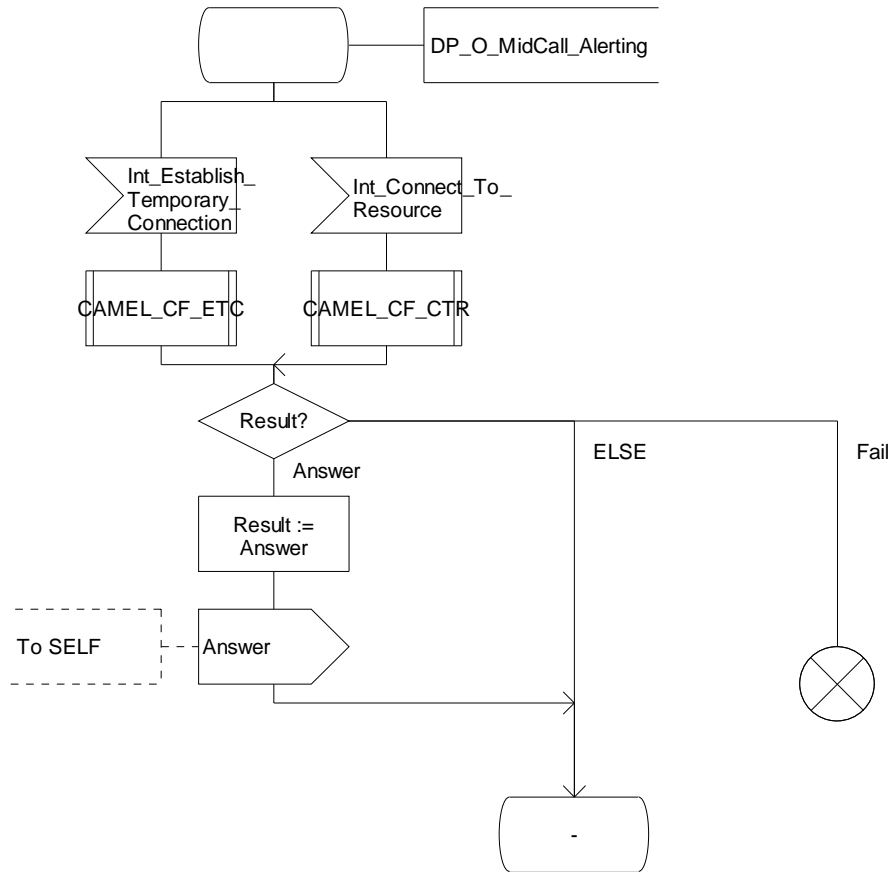 DP_O_MidCall_Alerting
Int_Establish_
Temporary_
Connection
Int_Connect_To_
Resource
CAMEL_CF_ETC
CAMEL_CF_CTR
Result?
ELSE
Fail
Answer
Result :=
Answer
To SELF
Answer
-